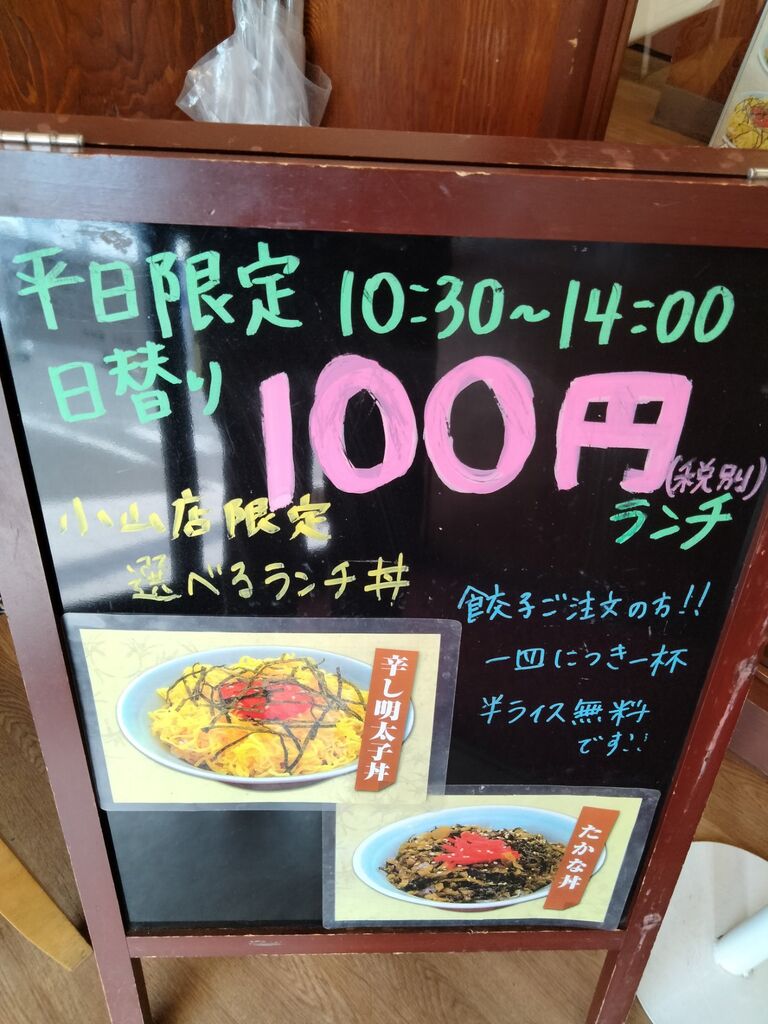 平日限定 10:30~14:00
日替り 100円(税別)
ランチ
小山店限定
選べるランチ丼
餃子ご注文の方!!
一皿につき一杯
半ライス無料
です!!
辛し明太子丼
たかな丼